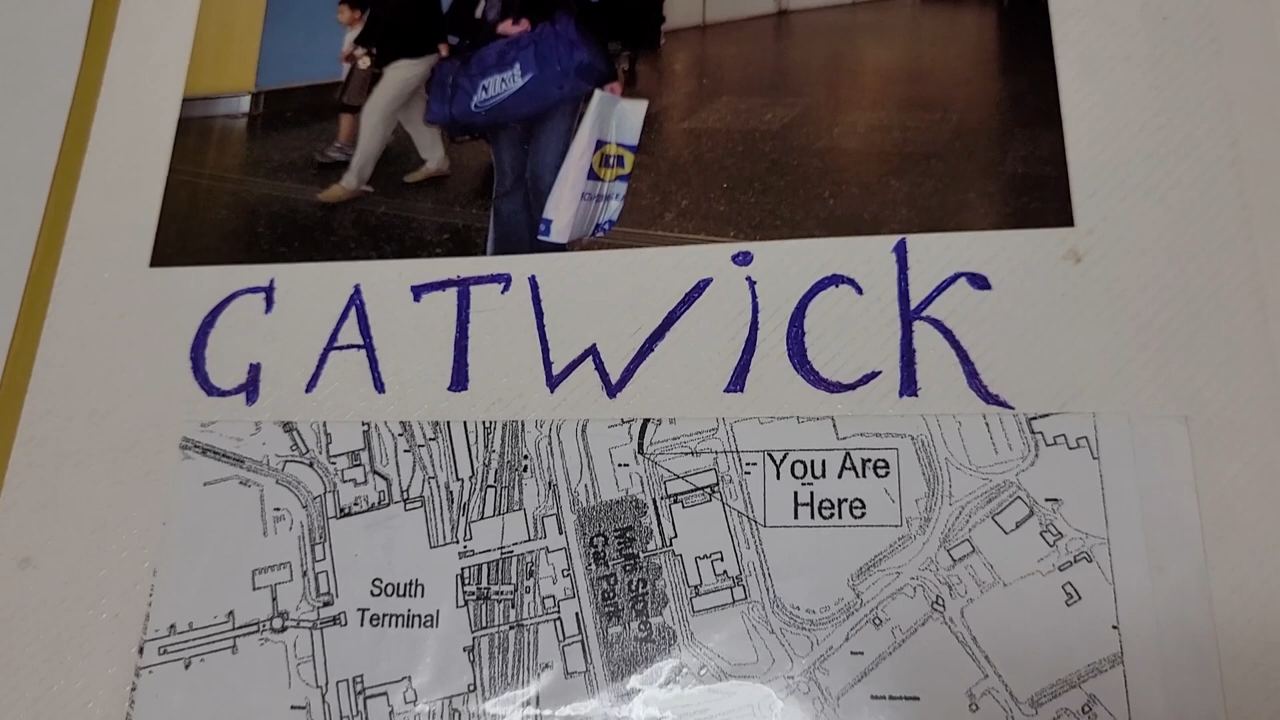 NIKE
IKEA
GATWiCK
You Are
Here
South
Terminal
Multi Storey
Car Park